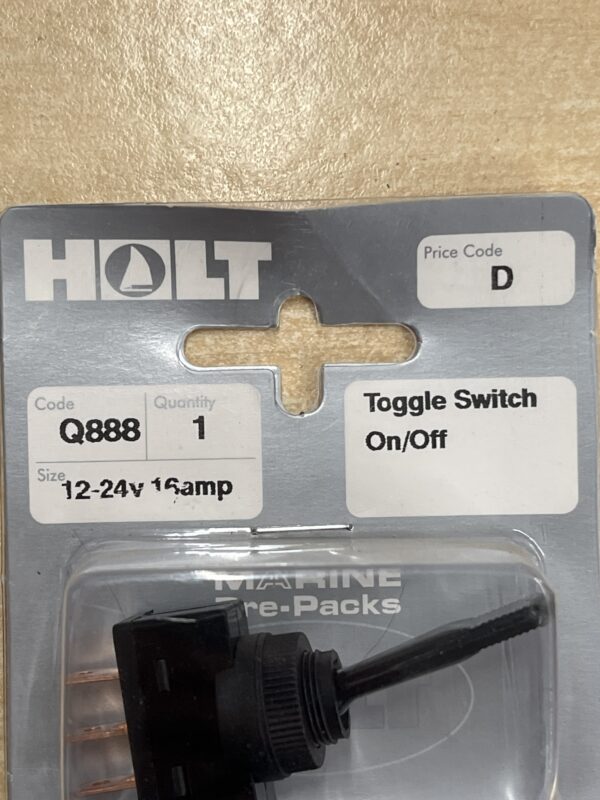 HOLT
Price Code
D
Code
Q888
Quantity
1
Size
12-24v 16amp
Toggle Switch
On/Off
MARINE
Pre-Packs